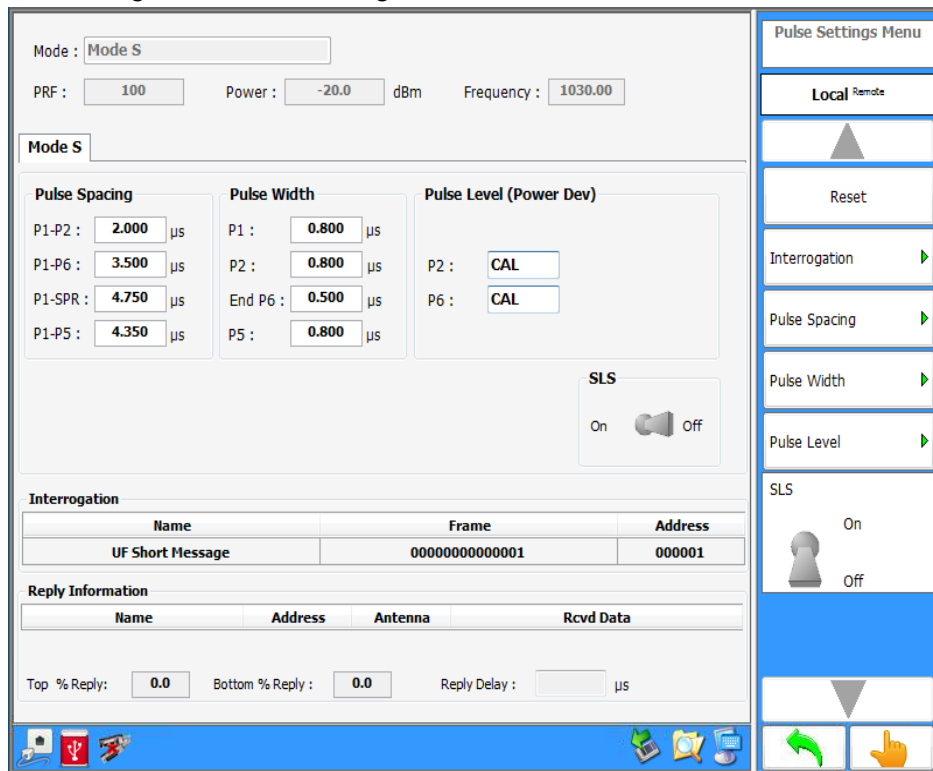 Mode : Mode S
PRF : 100 Power : -20.0 dBm Frequency : 1030.00
Mode S
Pulse Spacing
P1-P2 : 2.000 µs
P1-P6 : 3.500 µs
P1-SPR : 4.750 µs
P1-P5 : 4.350 µs
Pulse Width
P1 : 0.800 µs
P2 : 0.800 µs
End P6 : 0.500 µs
P5 : 0.800 µs
Pulse Level (Power Dev)
P2 : CAL
P6 : CAL
SLS
On Off
Interrogation
Name Frame Address
UF Short Message 00000000000001 000001
Reply Information
Name Address Antenna Rcvd Data
Top % Reply: 0.0 Bottom % Reply : 0.0 Reply Delay : µs
Pulse Settings Menu
Local Remote
Reset
Interrogation
Pulse Spacing
Pulse Width
Pulse Level
SLS
On
Off